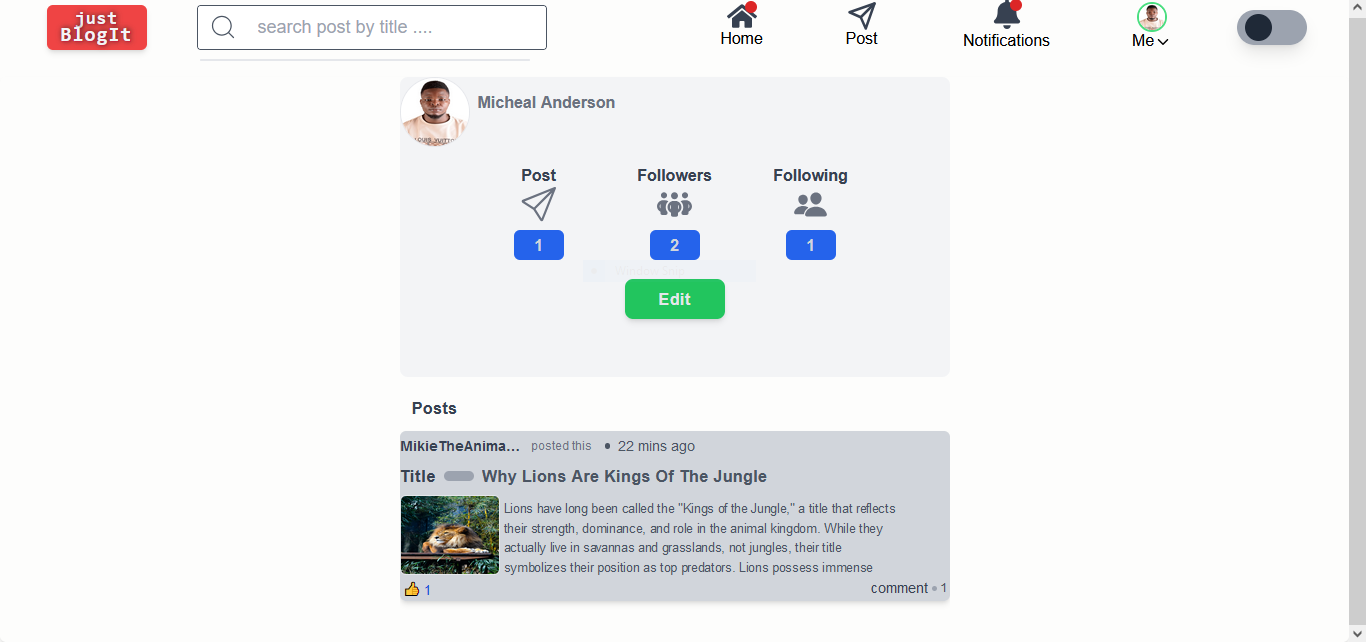 just
BlogIt
search post by title ....
Home
Post
Notifications
Me
Micheal Anderson
Post
Followers
Following
1
2
1
Edit
Posts
MikieTheAnima... posted this • 22 mins ago
Title Why Lions Are Kings Of The Jungle
Lions have long been called the "Kings of the Jungle," a title that reflects
their strength, dominance, and role in the animal kingdom. While they
actually live in savannas and grasslands, not jungles, their title
symbolizes their position as top predators. Lions possess immense
👍 1
comment • 1